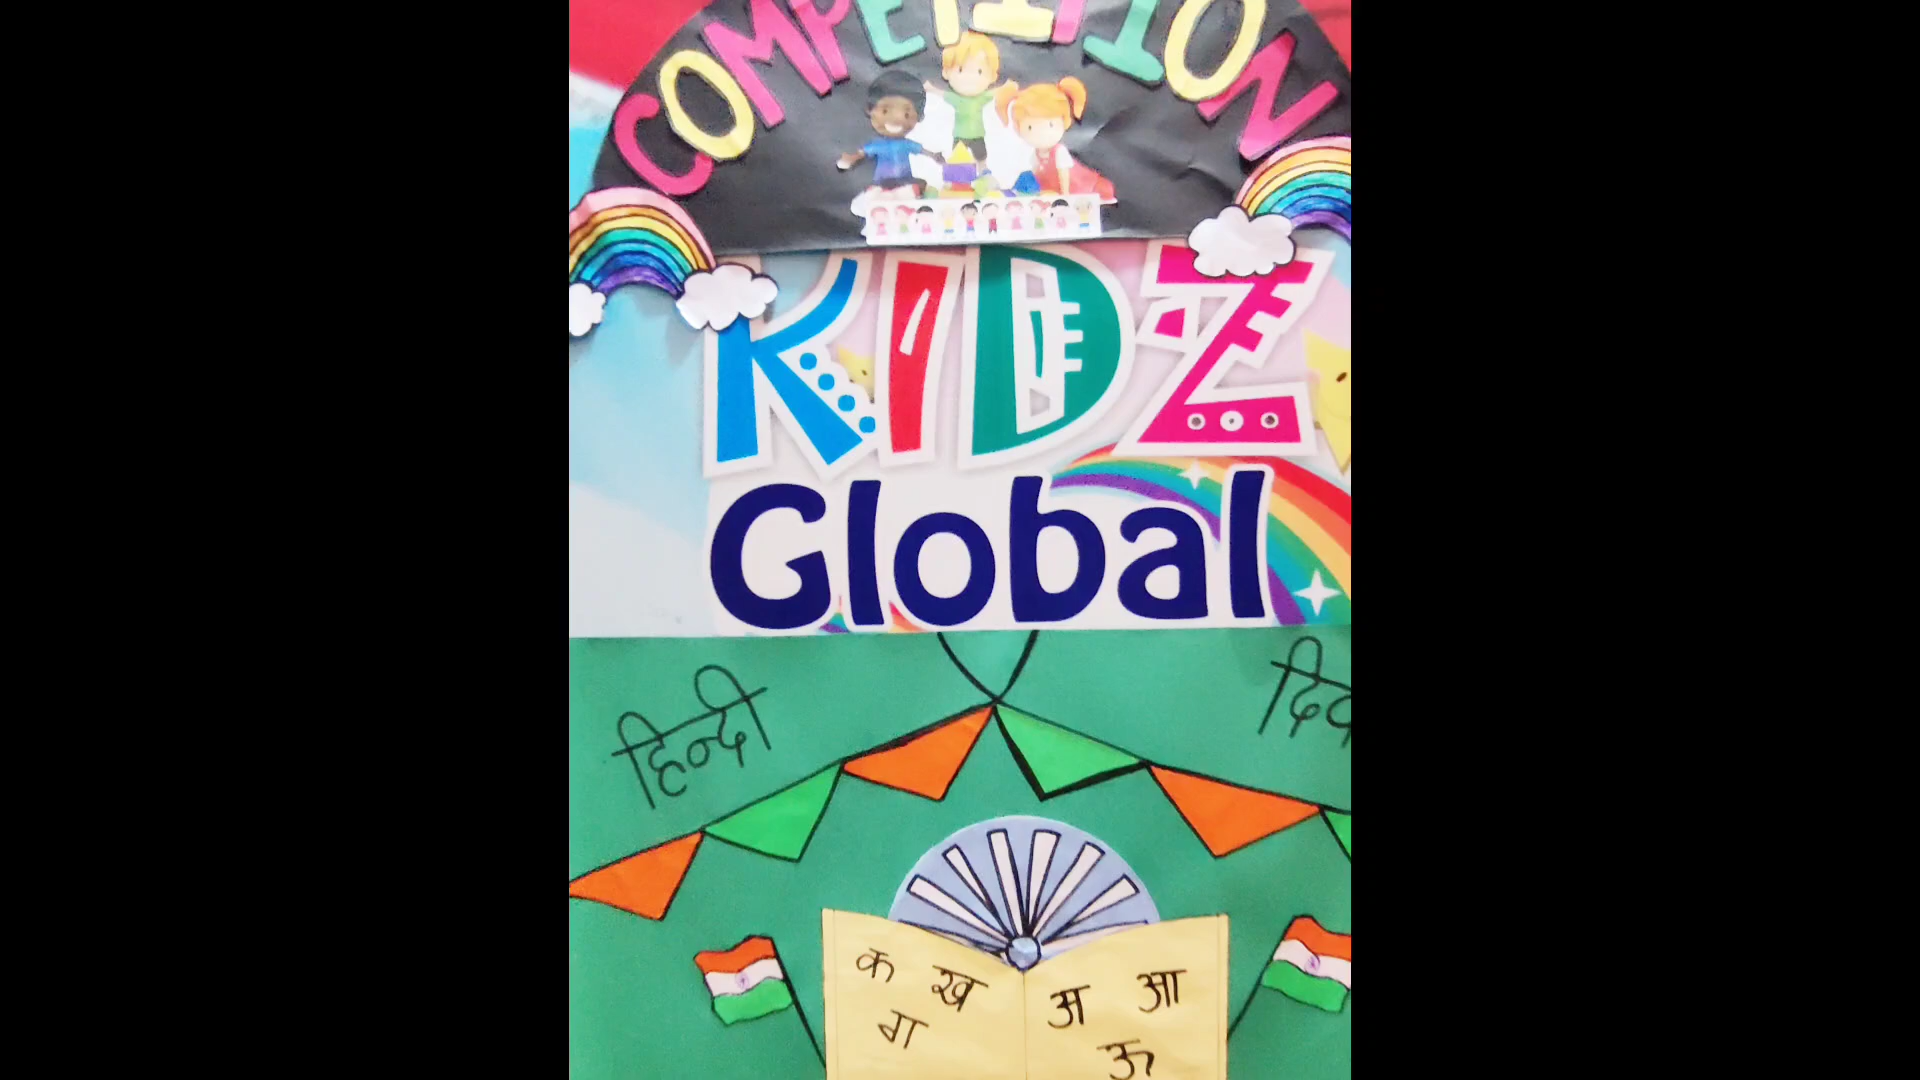 COMPETITION
KIDZ
Global
हिन्दी
क ख अ आ
ग ऊ